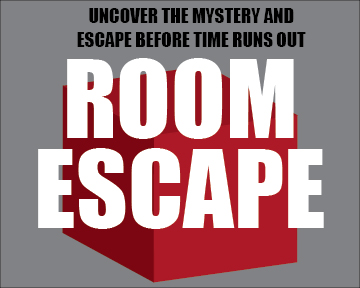 UNCOVER THE MYSTERY AND
ESCAPE BEFORE TIME RUNS OUT
ROOM
ESCAPE